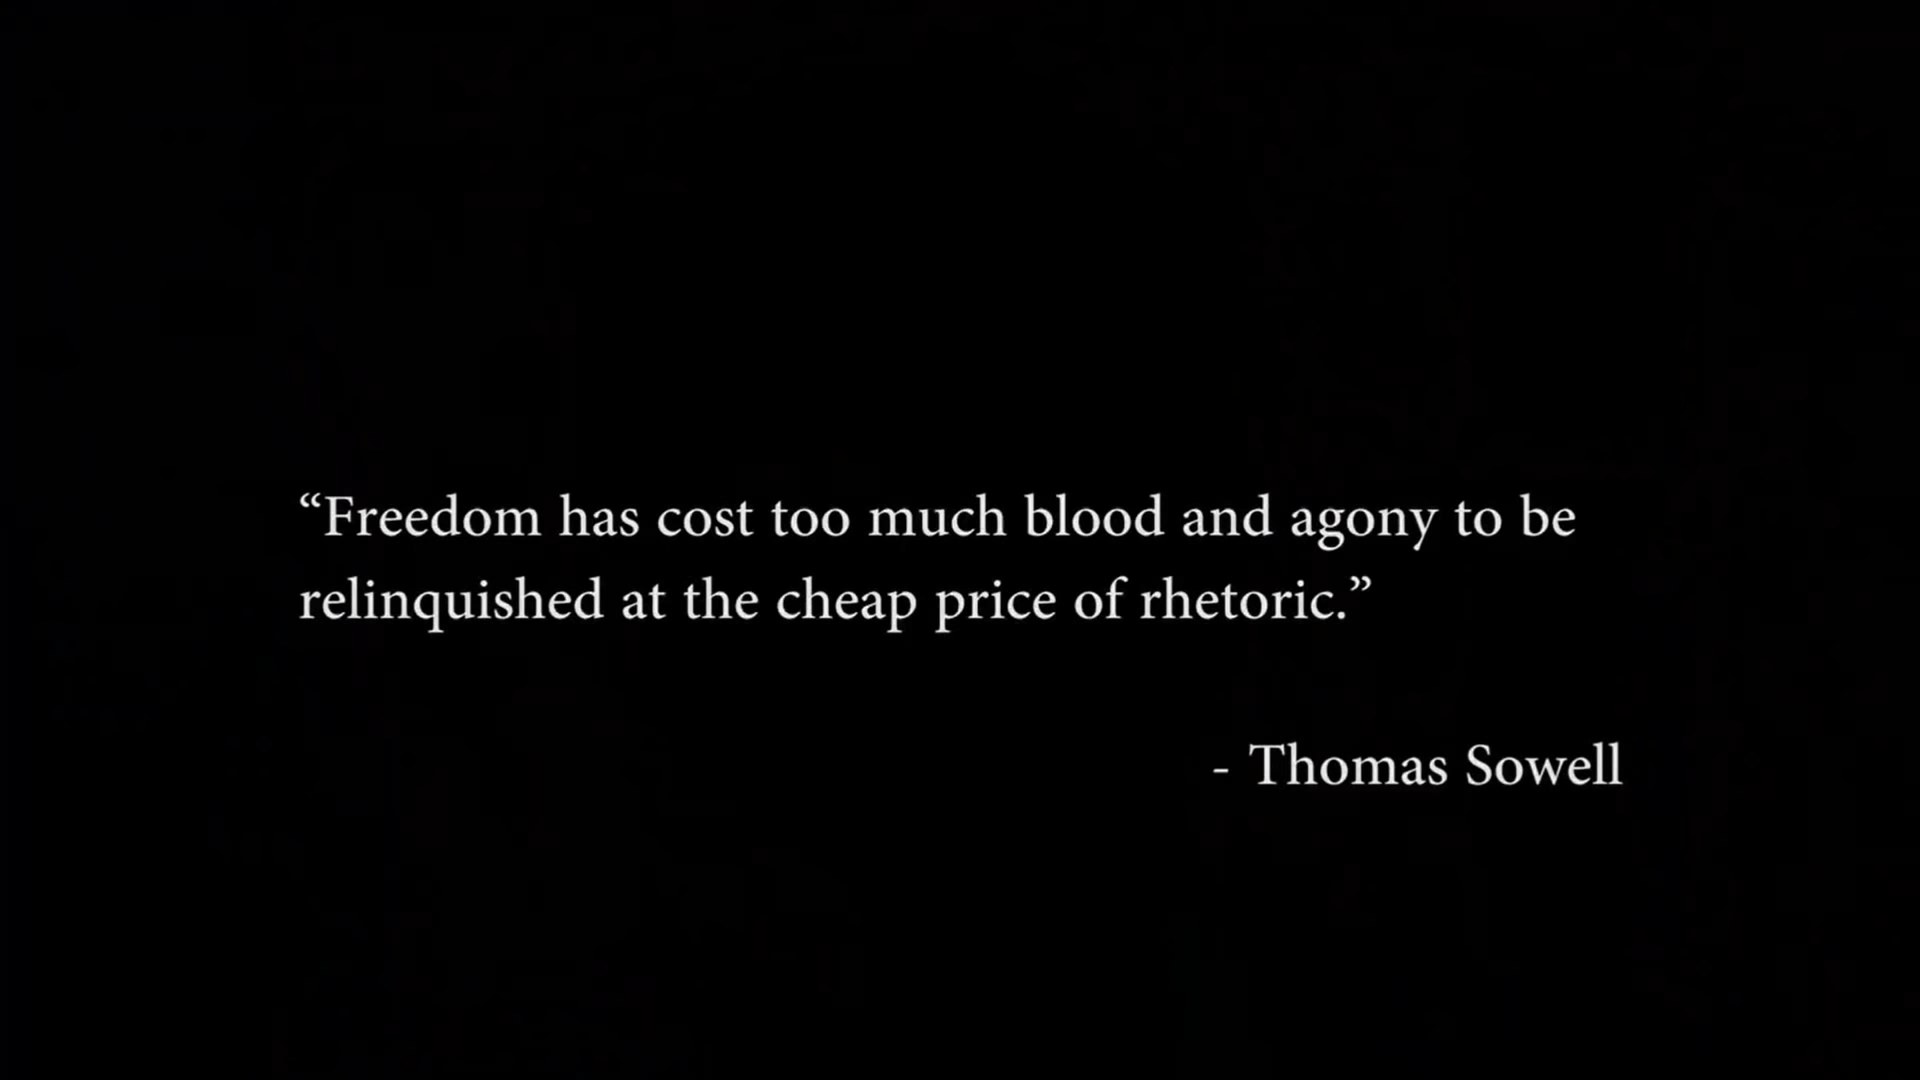 “Freedom has cost too much blood and agony to be
relinquished at the cheap price of rhetoric.”
- Thomas Sowell